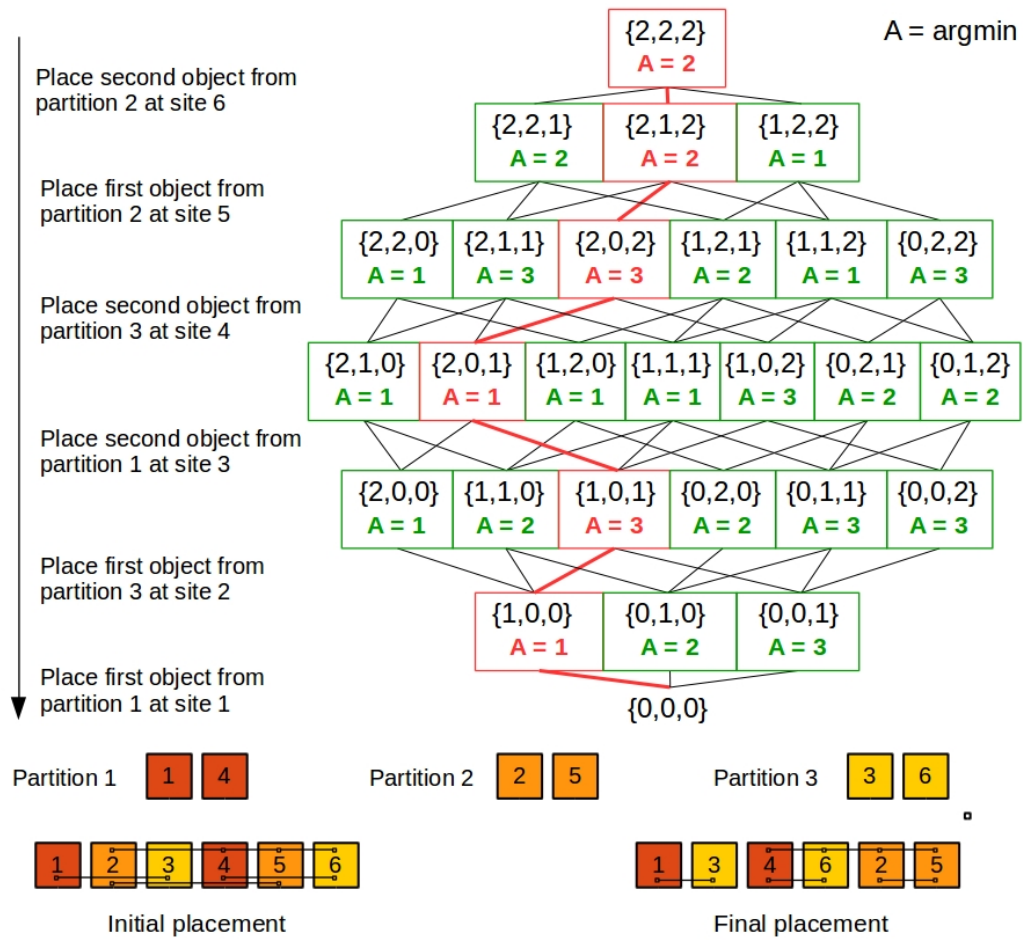 {2,2,2}
A = argmin
A = 2
Place second object from
partition 2 at site 6
{2,2,1} {2,1,2} {1,2,2}
A = 2 A = 2 A = 1
Place first object from
partition 2 at site 5
{2,2,0} {2,1,1} {2,0,2} {1,2,1} {1,1,2} {0,2,2}
A = 1 A = 3 A = 3 A = 2 A = 1 A = 3
Place second object from
partition 3 at site 4
{2,1,0} {2,0,1} {1,2,0} {1,1,1} {1,0,2} {0,2,1} {0,1,2}
A = 1 A = 1 A = 1 A = 1 A = 3 A = 2 A = 2
Place second object from
partition 1 at site 3
{2,0,0} {1,1,0} {1,0,1} {0,2,0} {0,1,1} {0,0,2}
A = 1 A = 2 A = 3 A = 2 A = 3 A = 3
Place first object from
partition 3 at site 2
{1,0,0} {0,1,0} {0,0,1}
A = 1 A = 2 A = 3
Place first object from
partition 1 at site 1
{0,0,0}
Partition 1 1 4 Partition 2 2 5 Partition 3 3 6
1 2 3 4 5 6 1 3 4 6 2 5
Initial placement Final placement